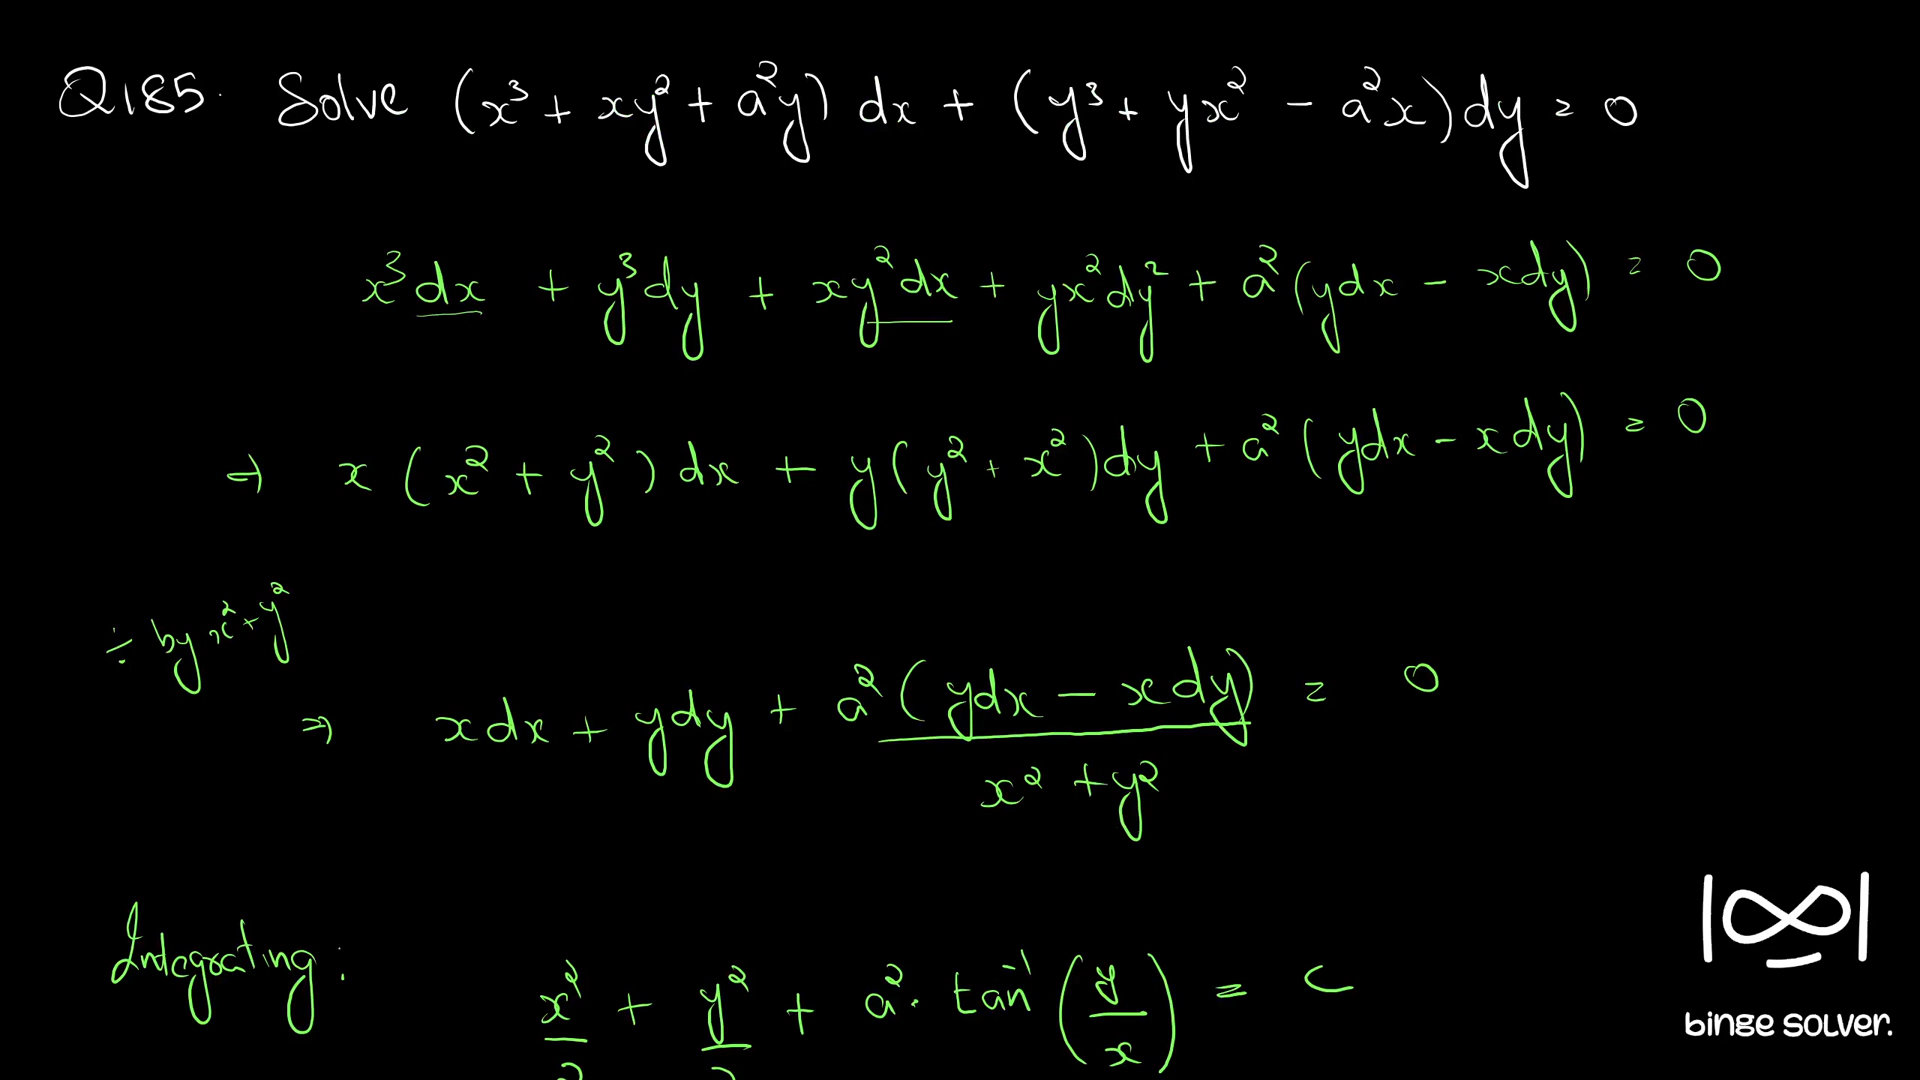 Q185. Solve (x³ + xy² + a²y) dx + (y³ + yx² - a²x) dy = 0
x³dx + y³dy + xy²dx + yx²dy² + a²(ydx - xdy) = 0
⇒ x(x² + y²) dx + y(y² + x²) dy + a²(ydx - xdy) = 0
÷ by x² + y²
⇒ xdx + ydy + a²(ydx - xdy) / x² + y² = 0
Integrating: x²/2 + y²/2 + a². tan⁻¹(y/x) = c
binge solver.